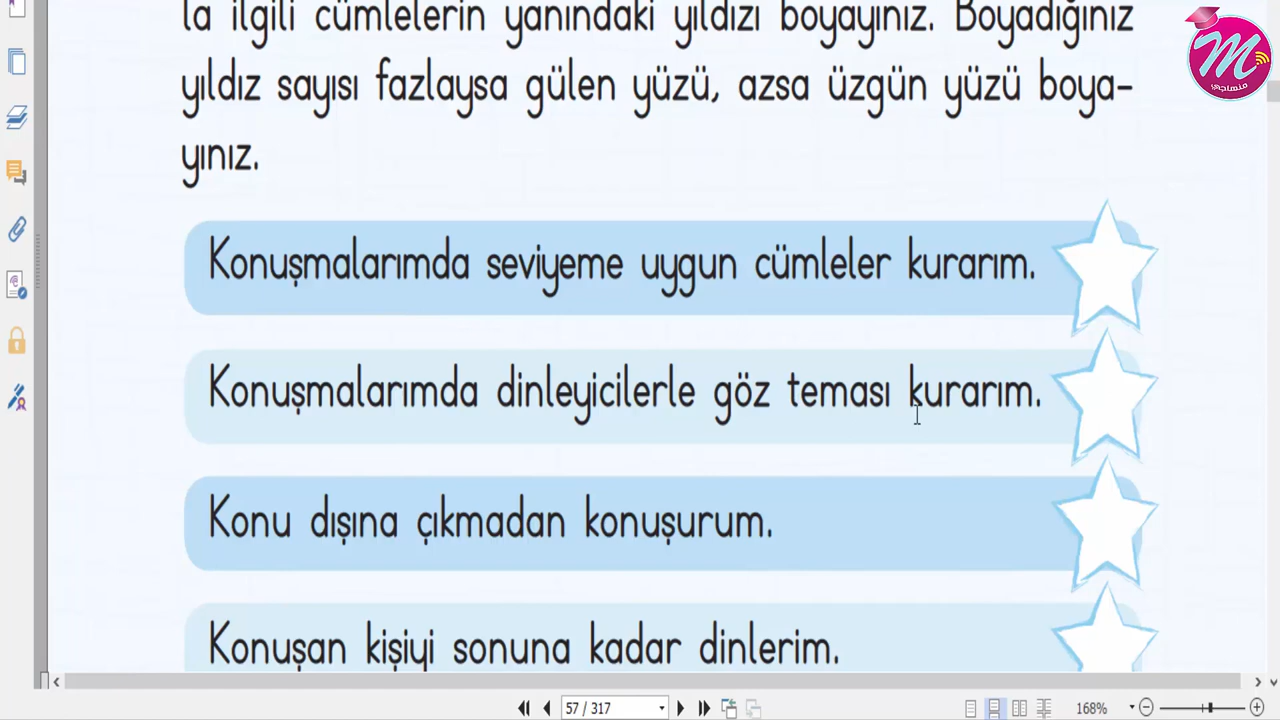 la ilgili cümlelerin yanındaki yıldızı boyayınız. Boyadığınız
yıldız sayısı fazlaysa gülen yüzü, azsa üzgün yüzü boya-
yınız.
Konuşmalarımda seviyeme uygun cümleler kurarım.
Konuşmalarımda dinleyicilerle göz teması kurarım.
Konu dışına çıkmadan konuşurum.
Konuşan kişiyi sonuna kadar dinlerim.
57 / 317
168%
M
منهاجي